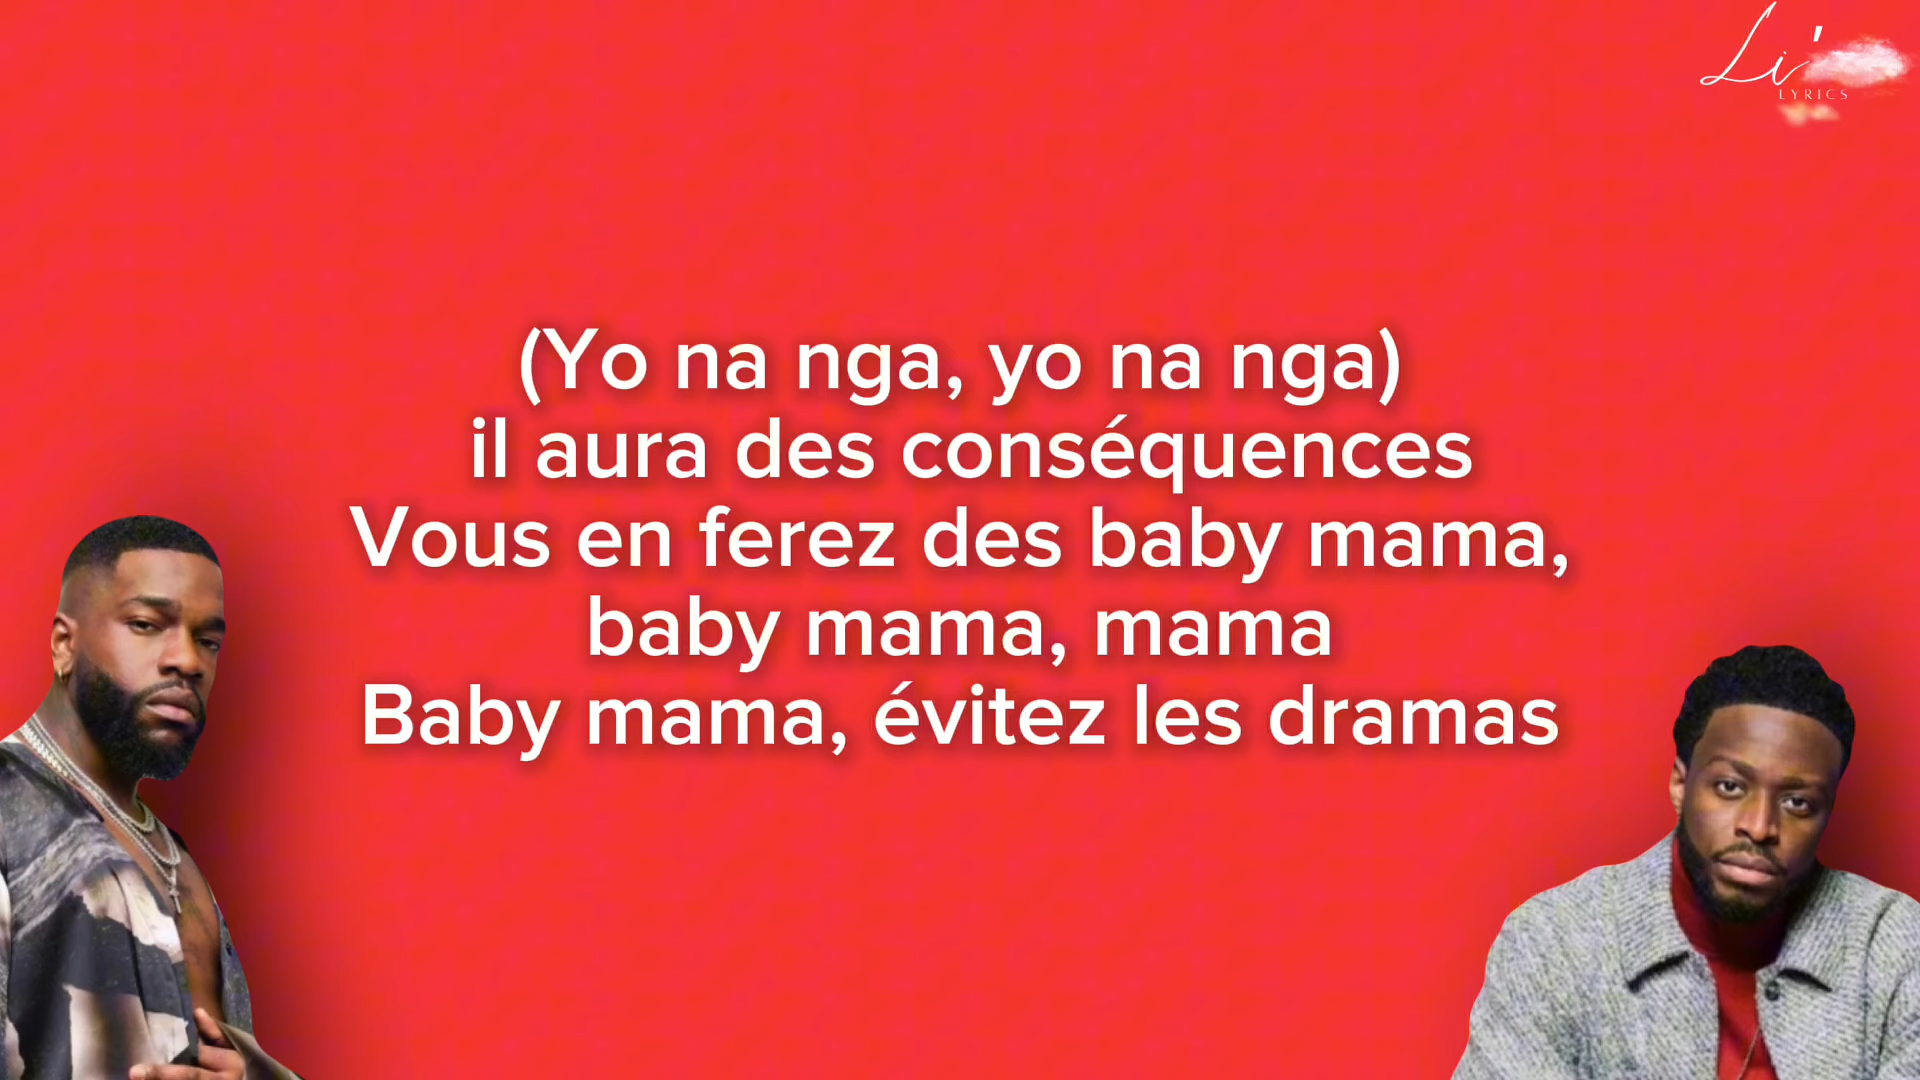 Li'
LYRICS
(Yo na nga, yo na nga)
il aura des conséquences
Vous en ferez des baby mama,
baby mama, mama
Baby mama, évitez les dramas